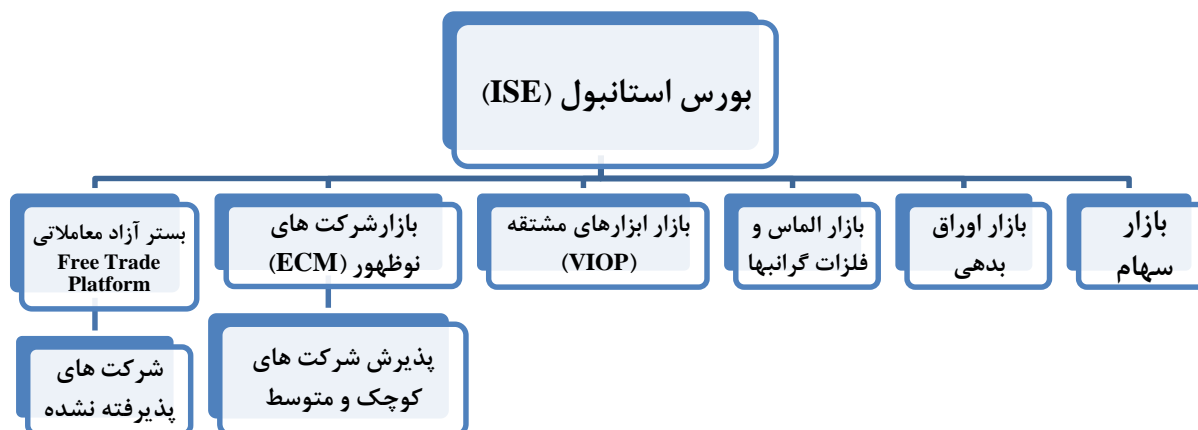 بورس استانبول (ISE)
بازار
سهام
بازار اوراق
بدهی
بازار الماس و
فلزات گرانبها
بازار ابزارهای مشتقه
(VIOP)
بازارشرکت های
نوظهور (ECM)
بستر آزاد معاملاتی
Free Trade
Platform
پذیرش شرکت های
کوچک و متوسط
شرکت های
پذیرفته نشده